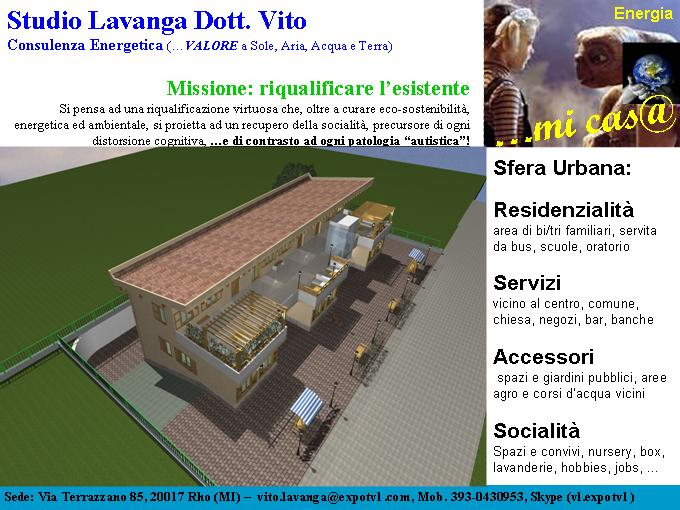 Studio Lavanga Dott. Vito
Consulenza Energetica (…VALORE a Sole, Aria, Acqua e Terra)
Missione: riqualificare l’esistente
Si pensa ad una riqualificazione virtuosa che, oltre a curare eco-sostenibilità,
energetica ed ambientale, si proietta ad un recupero della socialità, precursore di ogni
distorsione cognitiva, …e di contrasto ad ogni patologia “autistica”!
Energia
…mi cas@
Sfera Urbana:
Residenzialità
area di bi/tri familiari, servita
da bus, scuole, oratorio
Servizi
vicino al centro, comune,
chiesa, negozi, bar, banche
Accessori
spazi e giardini pubblici, aree
agro e corsi d’acqua vicini
Socialità
Spazi e convivi, nursery, box,
lavanderie, hobbies, jobs, …
Sede: Via Terrazzano 85, 20017 Rho (MI) – vito.lavanga@expotvl.com, Mob. 393-0430953, Skype (vl.expotvl)